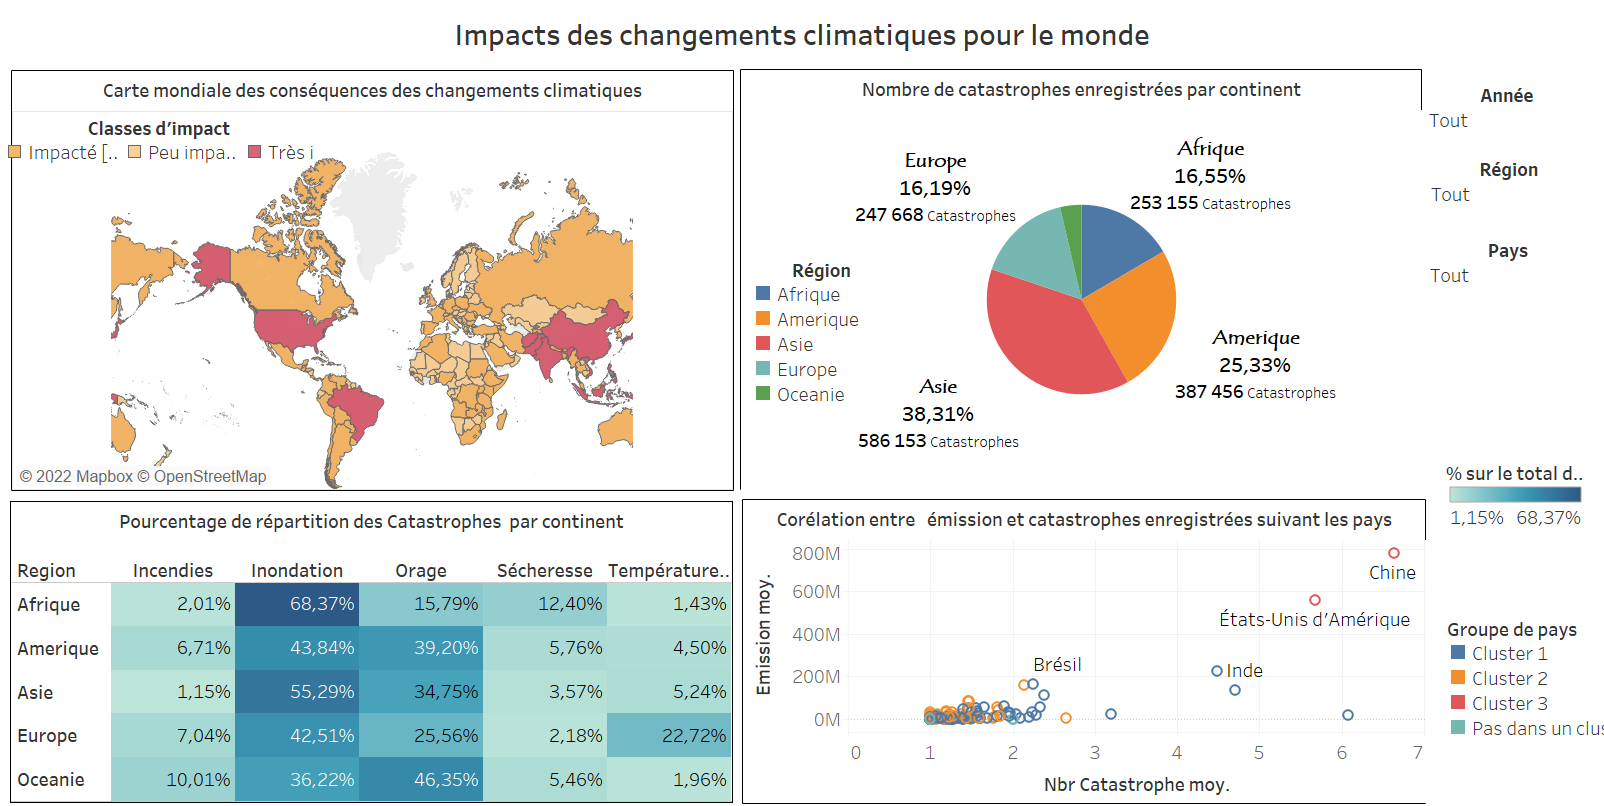 Impacts des changements climatiques pour le monde
Carte mondiale des conséquences des changements climatiques
Classes d'impact
Impacté [.. Peu impa.. Très i
© 2022 Mapbox © OpenStreetMap
Nombre de catastrophes enregistrées par continent
Europe
16,19%
247 668 Catastrophes
Afrique
16,55%
253 155 Catastrophes
Région
Afrique
Amerique
Asie
Europe
Oceanie
Amerique
25,33%
387 456 Catastrophes
Asie
38,31%
586 153 Catastrophes
Année
Tout
Région
Tout
Pays
Tout
% sur le total d..
1,15% 68,37%
Pourcentage de répartition des Catastrophes par continent
Region Incendies Inondation Orage Sécheresse Température..
Afrique 2,01% 68,37% 15,79% 12,40% 1,43%
Amerique 6,71% 43,84% 39,20% 5,76% 4,50%
Asie 1,15% 55,29% 34,75% 3,57% 5,24%
Europe 7,04% 42,51% 25,56% 2,18% 22,72%
Oceanie 10,01% 36,22% 46,35% 5,46% 1,96%
Corélation entre émission et catastrophes enregistrées suivant les pays
Emission moy.
800M
600M
400M
200M
0M
Chine
États-Unis d'Amérique
Brésil
Inde
0 1 2 3 4 5 6 7
Nbr Catastrophe moy.
Groupe de pays
Cluster 1
Cluster 2
Cluster 3
Pas dans un clus